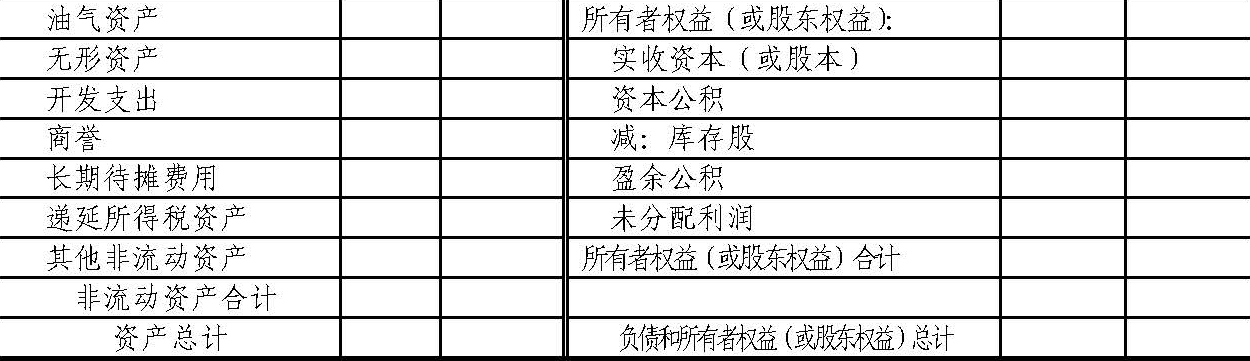 油气资产 所有者权益（或股东权益）：
无形资产 实收资本（或股本）
开发支出 资本公积
商誉 减：库存股
长期待摊费用 盈余公积
递延所得税资产 未分配利润
其他非流动资产 所有者权益（或股东权益）合计
非流动资产合计
资产总计 负债和所有者权益（或股东权益）总计